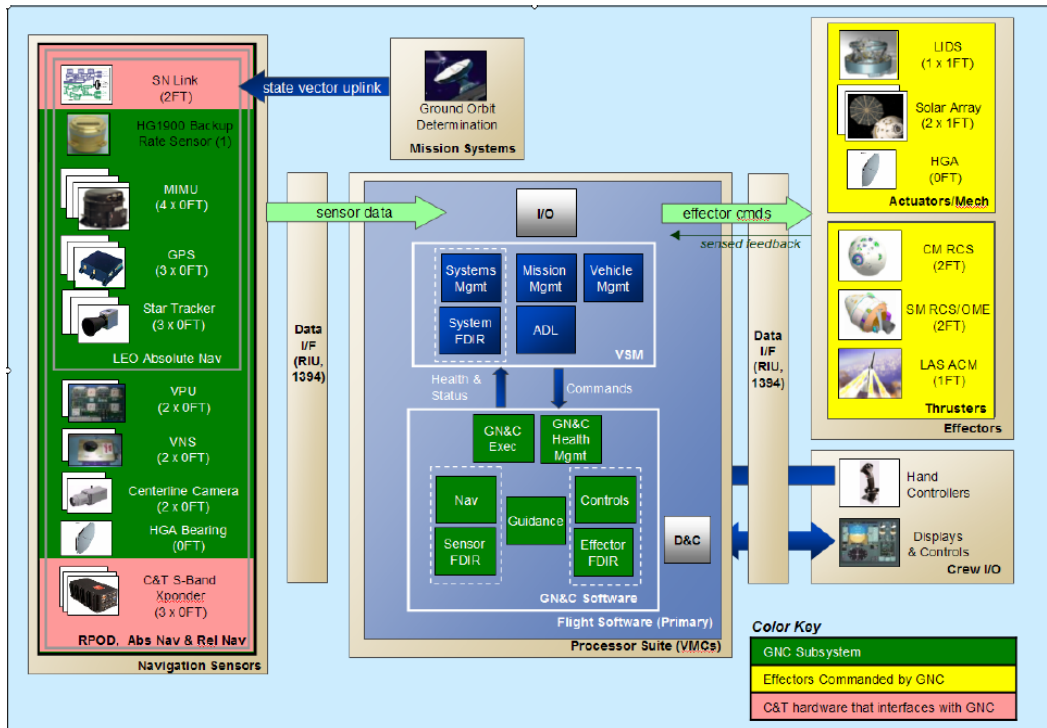 SN Link
(2FT)
HG1900 Backup
Rate Sensor (1)
MIMU
(4 x 0FT)
GPS
(3 x 0FT)
Star Tracker
(3 x 0FT)
LEO Absolute Nav
VPU
(2 x 0FT)
VNS
(2 x 0FT)
Centerline Camera
(2 x 0FT)
HGA Bearing
(0FT)
C&T S-Band
Xponder
(3 x 0FT)
RPOD, Abs Nav & Rel Nav
Navigation Sensors
state vector uplink
Ground Orbit
Determination
Mission Systems
sensor data
Data
I/F
(RIU,
1394)
I/O
Systems
Mgmt
Mission
Mgmt
Vehicle
Mgmt
System
FDIR
ADL
VSM
Health &
Status
Commands
GN&C
Exec
GN&C
Health
Mgmt
Nav
Sensor
FDIR
Guidance
Controls
Effector
FDIR
GN&C Software
D&C
Flight Software (Primary)
Processor Suite (VMCs)
effector cmds
sensed feedback
Data
I/F
(RIU,
1394)
LIDS
(1 x 1FT)
Solar Array
(2 x 1FT)
HGA
(0FT)
Actuators/Mech
CM RCS
(2FT)
SM RCS/OME
(2FT)
LAS ACM
(1FT)
Thrusters
Effectors
Hand
Controllers
Displays
& Controls
Crew I/O
Color Key
GNC Subsystem
Effectors Commanded by GNC
C&T hardware that interfaces with GNC